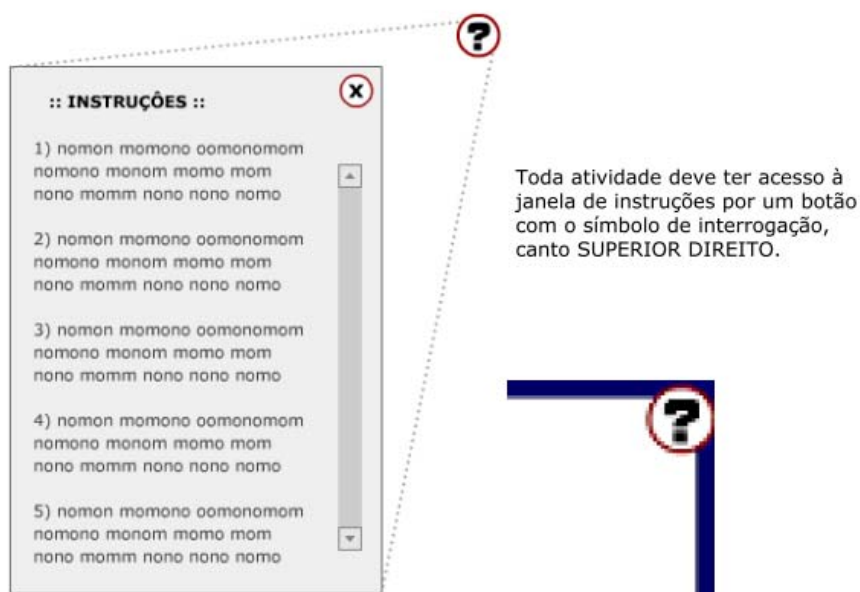 ?
X
:: INSTRUÇÔES ::
1) nomon momono oomonomom
nomono monom momo mom
nono momm nono nono nomo
2) nomon momono oomonomom
nomono monom momo mom
nono momm nono nono nomo
3) nomon momono oomonomom
nomono monom momo mom
nono momm nono nono nomo
4) nomon momono oomonomom
nomono monom momo mom
nono momm nono nono nomo
5) nomon momono oomonomom
nomono monom momo mom
nono momm nono nono nomo
Toda atividade deve ter acesso à
janela de instruções por um botão
com o símbolo de interrogação,
canto SUPERIOR DIREITO.
?